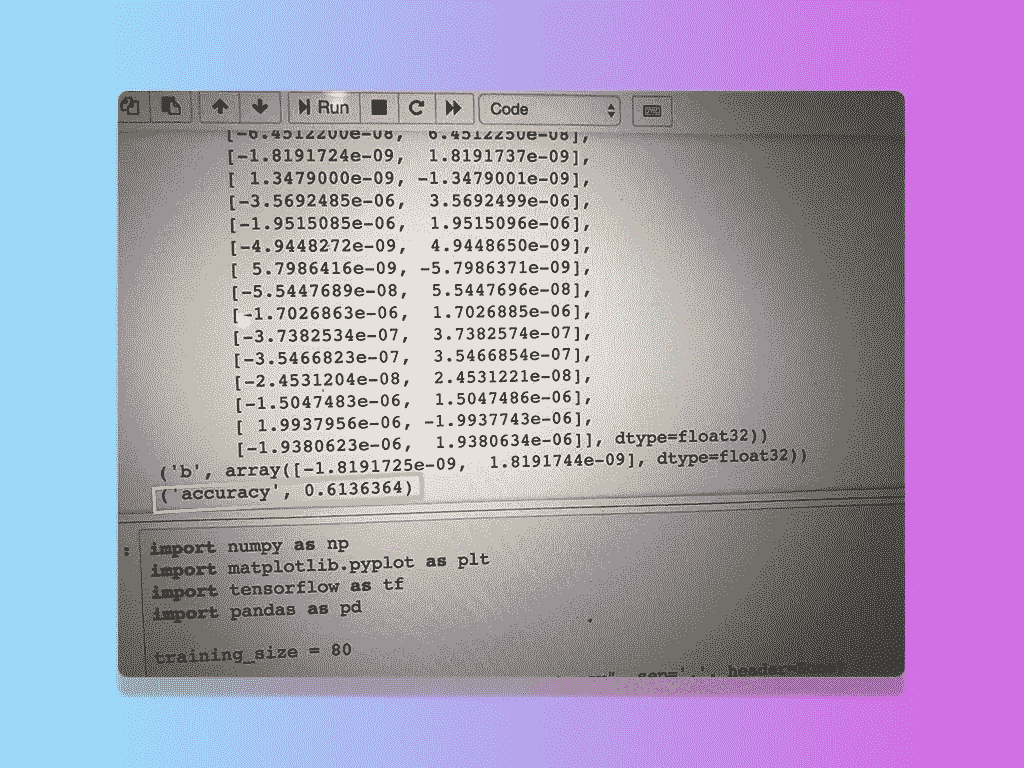 Run Code
[-6.4512200e-08, 6.4512250e-08],
[-1.8191724e-09, 1.8191737e-09],
[ 1.3479000e-09, -1.3479001e-09],
[-3.5692485e-06, 3.5692499e-06],
[-1.9515085e-06, 1.9515096e-06],
[-4.9448272e-09, 4.9448650e-09],
[ 5.7986416e-09, -5.7986371e-09],
[-5.5447689e-08, 5.5447696e-08],
[-1.7026863e-06, 1.7026885e-06],
[-3.7382534e-07, 3.7382574e-07],
[-3.5466823e-07, 3.5466854e-07],
[-2.4531204e-08, 2.4531221e-08],
[-1.5047483e-06, 1.5047486e-06],
[ 1.9937956e-06, -1.9937743e-06],
[-1.9380623e-06, 1.9380634e-06]], dtype=float32))
('b', array([-1.8191725e-09, 1.8191744e-09], dtype=float32))
('accuracy', 0.6136364)
: import numpy as np
import matplotlib.pyplot as plt
import tensorflow as tf
import pandas as pd
training_size = 80
sep=',', header=None)